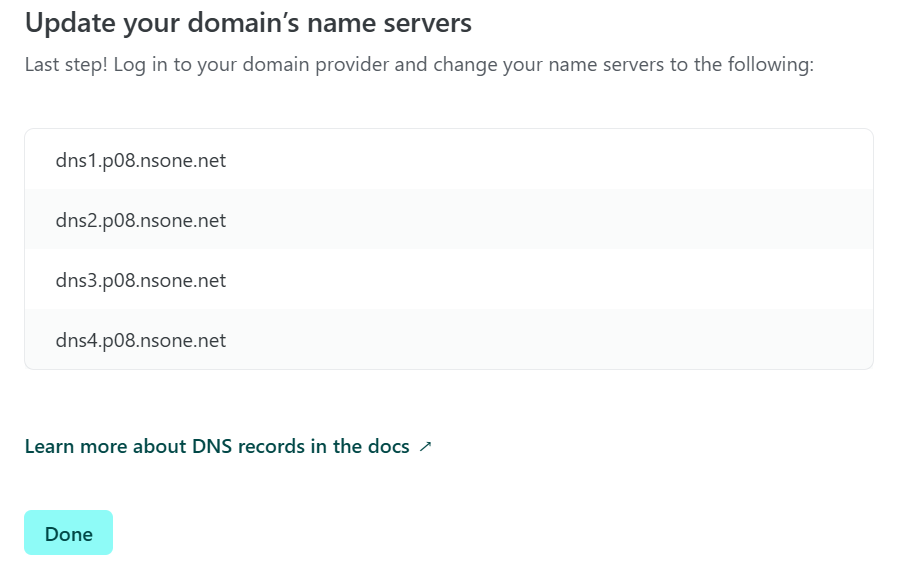 Update your domain’s name servers
Last step! Log in to your domain provider and change your name servers to the following:
dns1.p08.nsone.net
dns2.p08.nsone.net
dns3.p08.nsone.net
dns4.p08.nsone.net
Learn more about DNS records in the docs ↗
Done